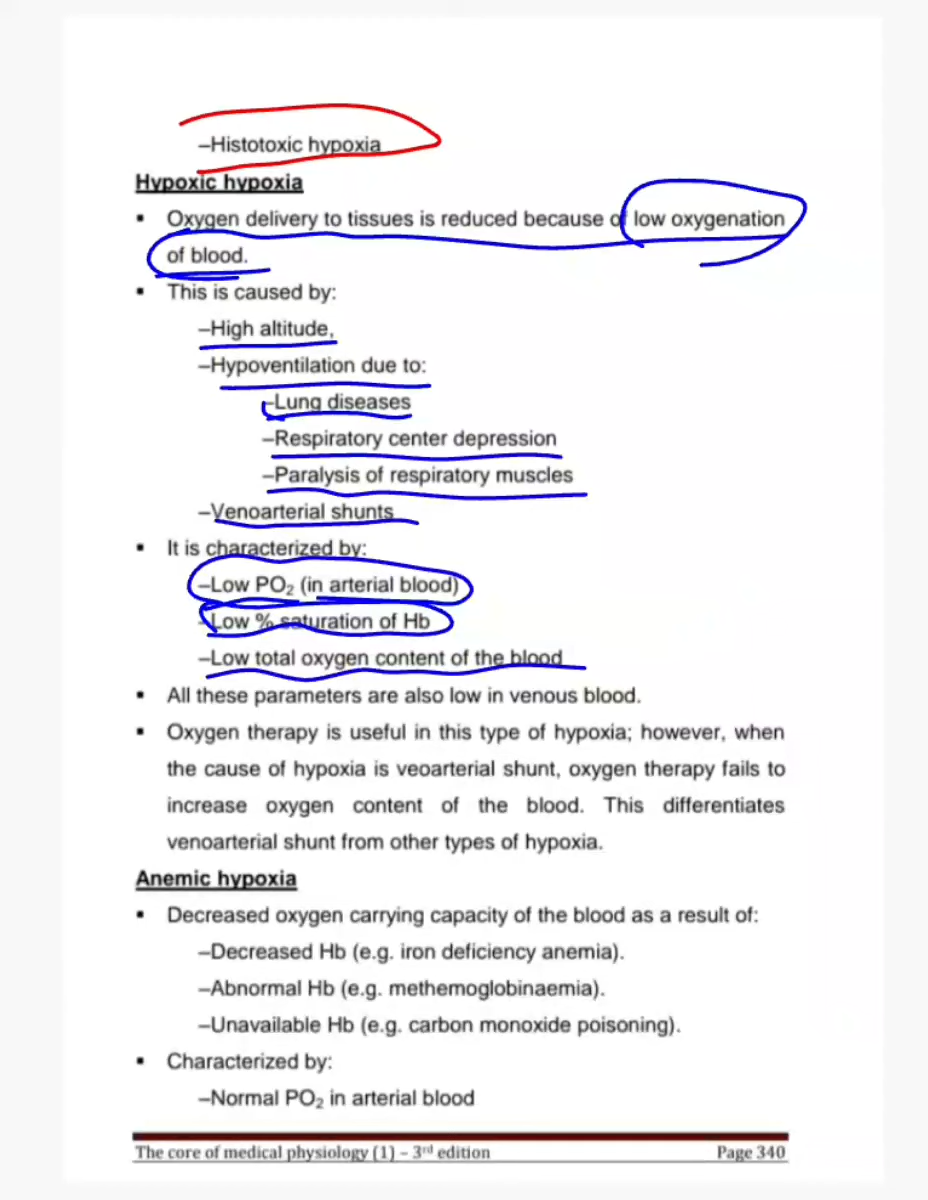 –Histotoxic hypoxia
Hypoxic hypoxia
▪ Oxygen delivery to tissues is reduced because of low oxygenation
of blood.
▪ This is caused by:
–High altitude,
–Hypoventilation due to:
–Lung diseases
–Respiratory center depression
–Paralysis of respiratory muscles
–Venoarterial shunts
▪ It is characterized by:
–Low PO₂ (in arterial blood)
–Low % saturation of Hb
–Low total oxygen content of the blood
▪ All these parameters are also low in venous blood.
▪ Oxygen therapy is useful in this type of hypoxia; however, when
the cause of hypoxia is veoarterial shunt, oxygen therapy fails to
increase oxygen content of the blood. This differentiates
venoarterial shunt from other types of hypoxia.
Anemic hypoxia
▪ Decreased oxygen carrying capacity of the blood as a result of:
–Decreased Hb (e.g. iron deficiency anemia).
–Abnormal Hb (e.g. methemoglobinaemia).
–Unavailable Hb (e.g. carbon monoxide poisoning).
▪ Characterized by:
–Normal PO₂ in arterial blood
The core of medical physiology (1) – 3rd edition Page 340